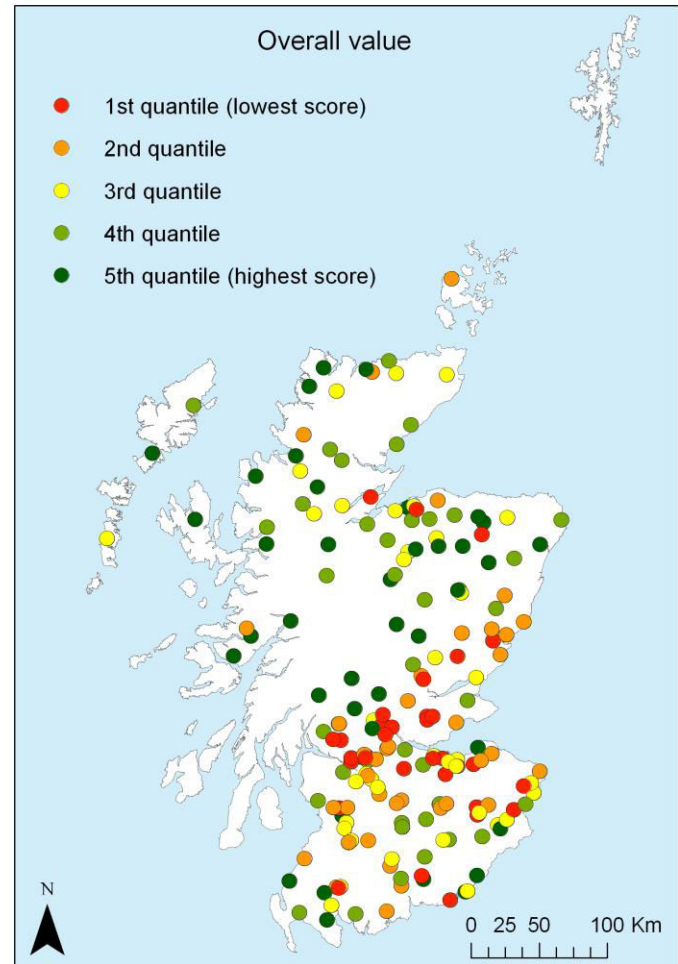 Overall value
1st quantile (lowest score)
2nd quantile
3rd quantile
4th quantile
5th quantile (highest score)
N
0 25 50 100 Km